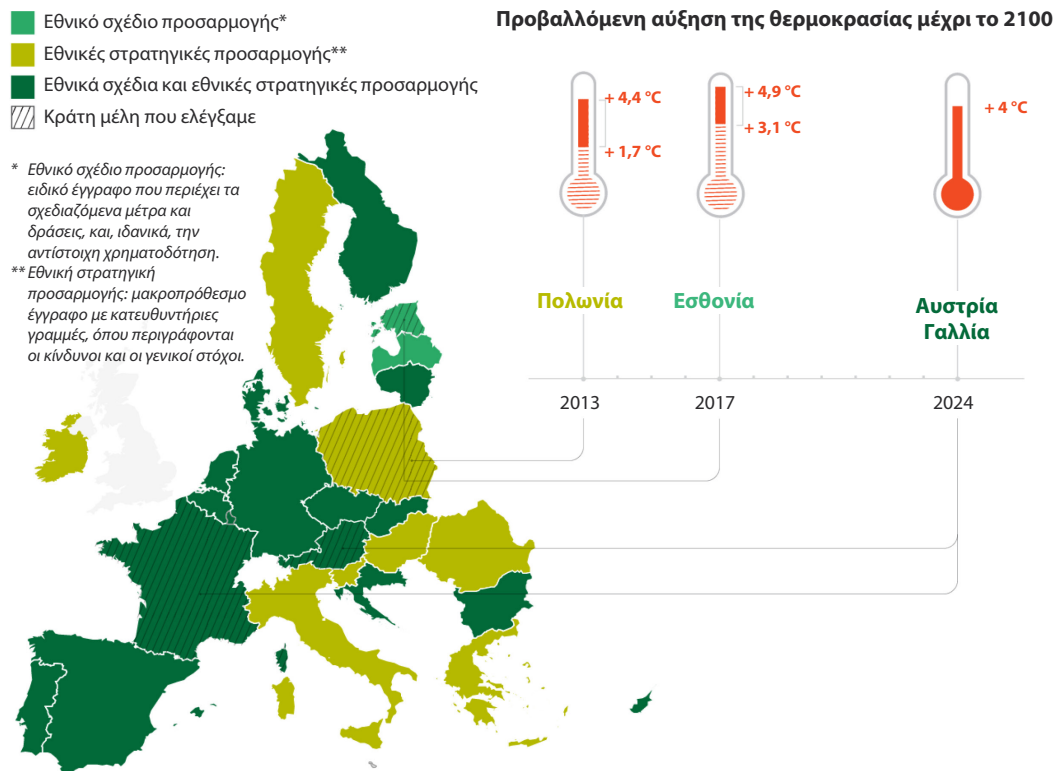 Εθνικό σχέδιο προσαρμογής*
Εθνικές στρατηγικές προσαρμογής**
Εθνικά σχέδια και εθνικές στρατηγικές προσαρμογής
Κράτη μέλη που ελέγξαμε
* Εθνικό σχέδιο προσαρμογής:
ειδικό έγγραφο που περιέχει τα
σχεδιαζόμενα μέτρα και
δράσεις, και, ιδανικά, την
αντίστοιχη χρηματοδότηση.
** Εθνική στρατηγική
προσαρμογής: μακροπρόθεσμο
έγγραφο με κατευθυντήριες
γραμμές, όπου περιγράφονται
οι κίνδυνοι και οι γενικοί στόχοι.
Προβαλλόμενη αύξηση της θερμοκρασίας μέχρι το 2100
+ 4,4 °C
+ 1,7 °C
+ 4,9 °C
+ 3,1 °C
+ 4 °C
Πολωνία
Εσθονία
Αυστρία
Γαλλία
2013
2017
2024